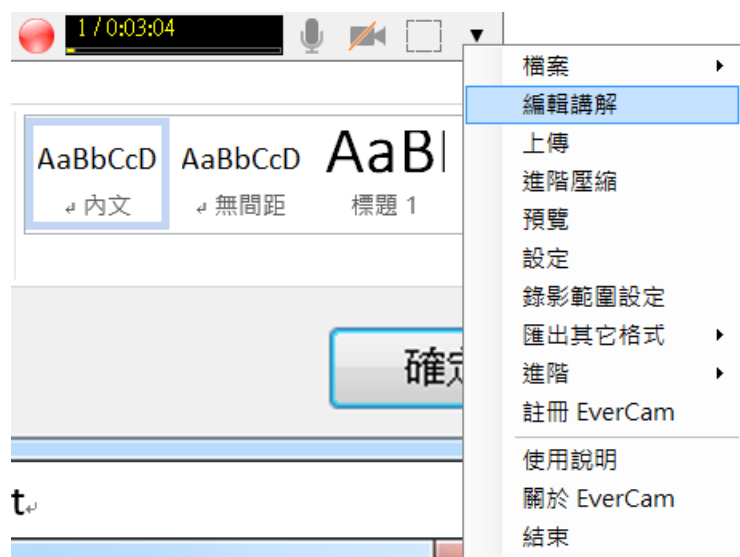 1 / 0:03:04
檔案
編輯講解
上傳
進階壓縮
預覽
設定
錄影範圍設定
匯出其它格式
進階
註冊 EverCam
使用說明
關於 EverCam
結束
AaBbCcD AaBbCcD AaB
內文 無間距 標題 1
確定
t